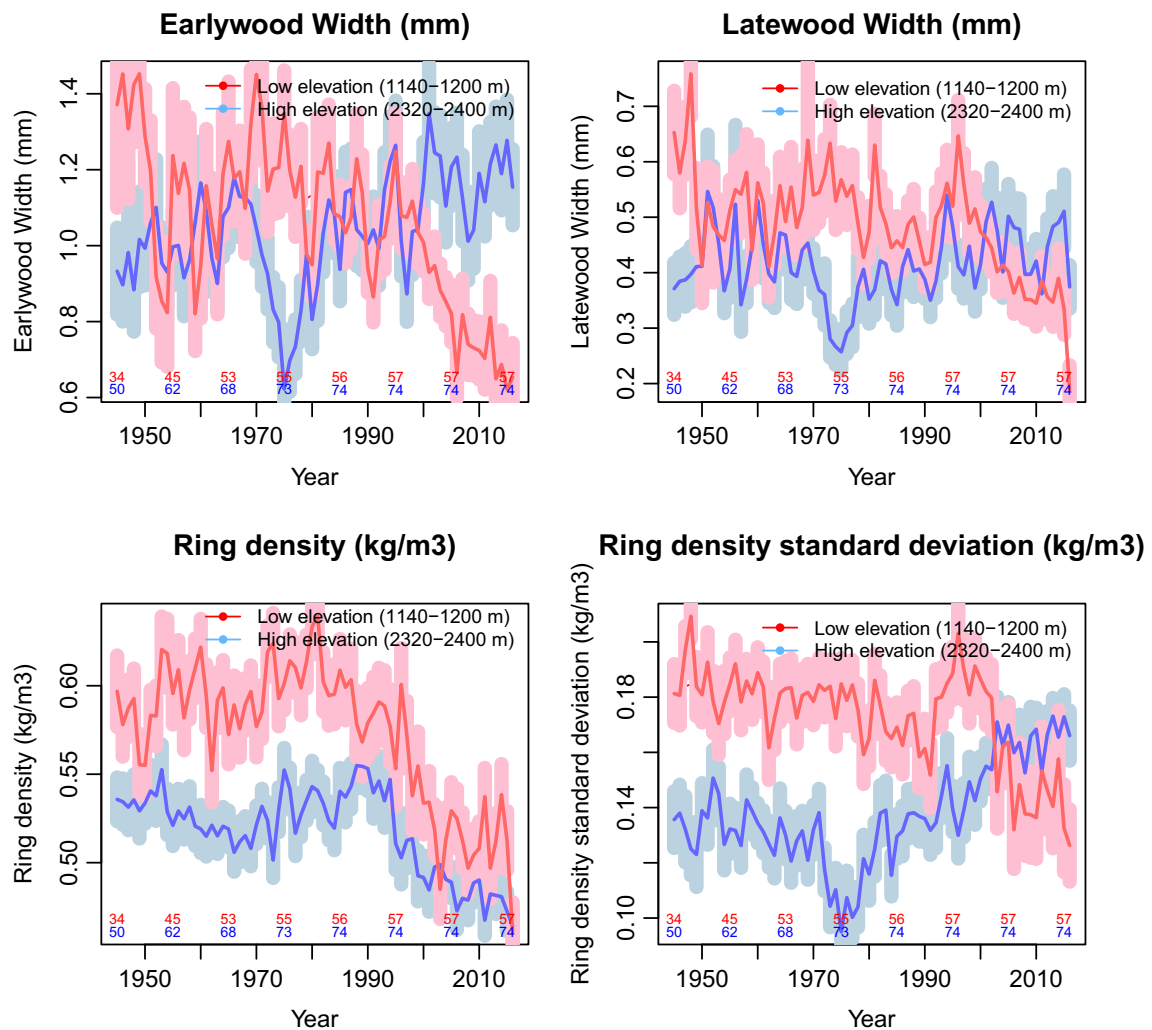 Earlywood Width (mm)
Low elevation (1140−1200 m)
High elevation (2320−2400 m)
Earlywood Width (mm)
0.6 0.8 1.0 1.2 1.4
34 45 53 55 56 57 57 57
50 62 68 73 74 74 74 74
1950 1970 1990 2010
Year
Latewood Width (mm)
Low elevation (1140−1200 m)
High elevation (2320−2400 m)
Latewood Width (mm)
0.2 0.3 0.4 0.5 0.6 0.7
34 45 53 55 56 57 57 57
50 62 68 73 74 74 74 74
1950 1970 1990 2010
Year
Ring density (kg/m3)
Low elevation (1140−1200 m)
High elevation (2320−2400 m)
Ring density (kg/m3)
0.50 0.55 0.60
34 45 53 55 56 57 57 57
50 62 68 73 74 74 74 74
1950 1970 1990 2010
Year
Ring density standard deviation (kg/m3)
Low elevation (1140−1200 m)
High elevation (2320−2400 m)
Ring density standard deviation (kg/m3)
0.10 0.14 0.18
34 45 53 55 56 57 57 57
50 62 68 73 74 74 74 74
1950 1970 1990 2010
Year